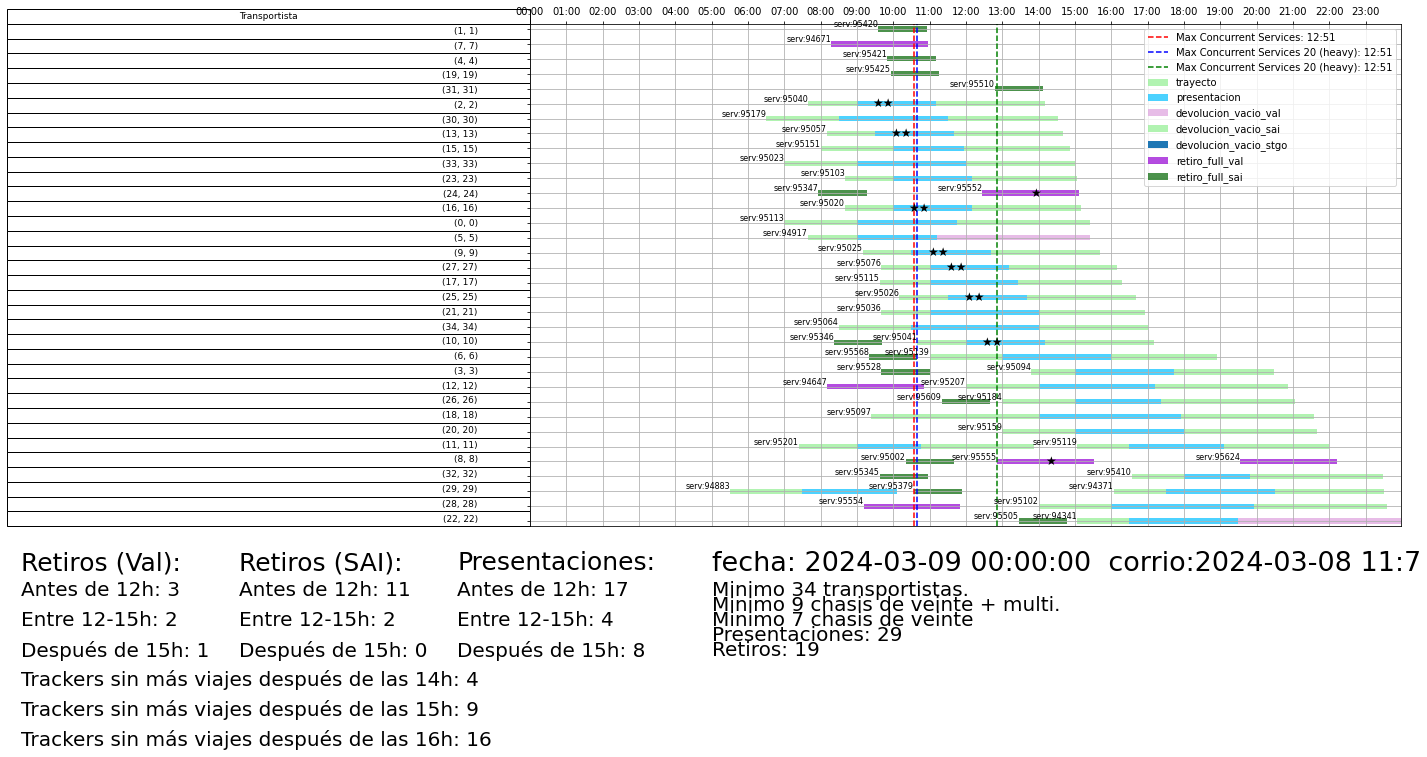 Transportista
00:00 01:00 02:00 03:00 04:00 05:00 06:00 07:00 08:00 09:00 10:00 11:00 12:00 13:00 14:00 15:00 16:00 17:00 18:00 19:00 20:00 21:00 22:00 23:00
Max Concurrent Services: 12:51
Max Concurrent Services 20 (heavy): 12:51
Max Concurrent Services 20 (heavy): 12:51
trayecto
presentacion
devolucion_vacio_val
devolucion_vacio_sai
devolucion_vacio_stgo
retiro_full_val
retiro_full_sai
(1, 1) serv:95420
(7, 7) serv:94671
(4, 4) serv:95421
(19, 19) serv:95425
(31, 31) serv:95510
(2, 2) serv:95040
(30, 30) serv:95179
(13, 13) serv:95057
(15, 15) serv:95151
(33, 33) serv:95023
(23, 23) serv:95103
(24, 24) serv:95347 serv:95552
(16, 16) serv:95020
(0, 0) serv:95113
(5, 5) serv:94917
(9, 9) serv:95025
(27, 27) serv:95076
(17, 17) serv:95115
(25, 25) serv:95026
(21, 21) serv:95036
(34, 34) serv:95064
(10, 10) serv:95346
(6, 6) serv:95568
(3, 3) serv:95528 serv:95094
(12, 12) serv:94647 serv:95207
(26, 26) serv:95609 serv:95184
(18, 18) serv:95097
(20, 20) serv:95159
(11, 11) serv:95201 serv:95119
(8, 8) serv:95002 serv:95555 serv:95624
(32, 32) serv:95345 serv:95410
(29, 29) serv:94883 serv:95379 serv:94371
(28, 28) serv:95554 serv:95102
(22, 22) serv:95505 serv:94341
Retiros (Val):
Antes de 12h: 3
Entre 12-15h: 2
Después de 15h: 1
Retiros (SAI):
Antes de 12h: 11
Entre 12-15h: 2
Después de 15h: 0
Presentaciones:
Antes de 12h: 17
Entre 12-15h: 4
Después de 15h: 8
Trackers sin más viajes después de las 14h: 4
Trackers sin más viajes después de las 15h: 9
Trackers sin más viajes después de las 16h: 16
fecha: 2024-03-09 00:00:00 corrio:2024-03-08 11:7
Minimo 34 transportistas.
Minimo 9 chasis de veinte + multi.
Minimo 7 chasis de veinte
Presentaciones: 29
Retiros: 19